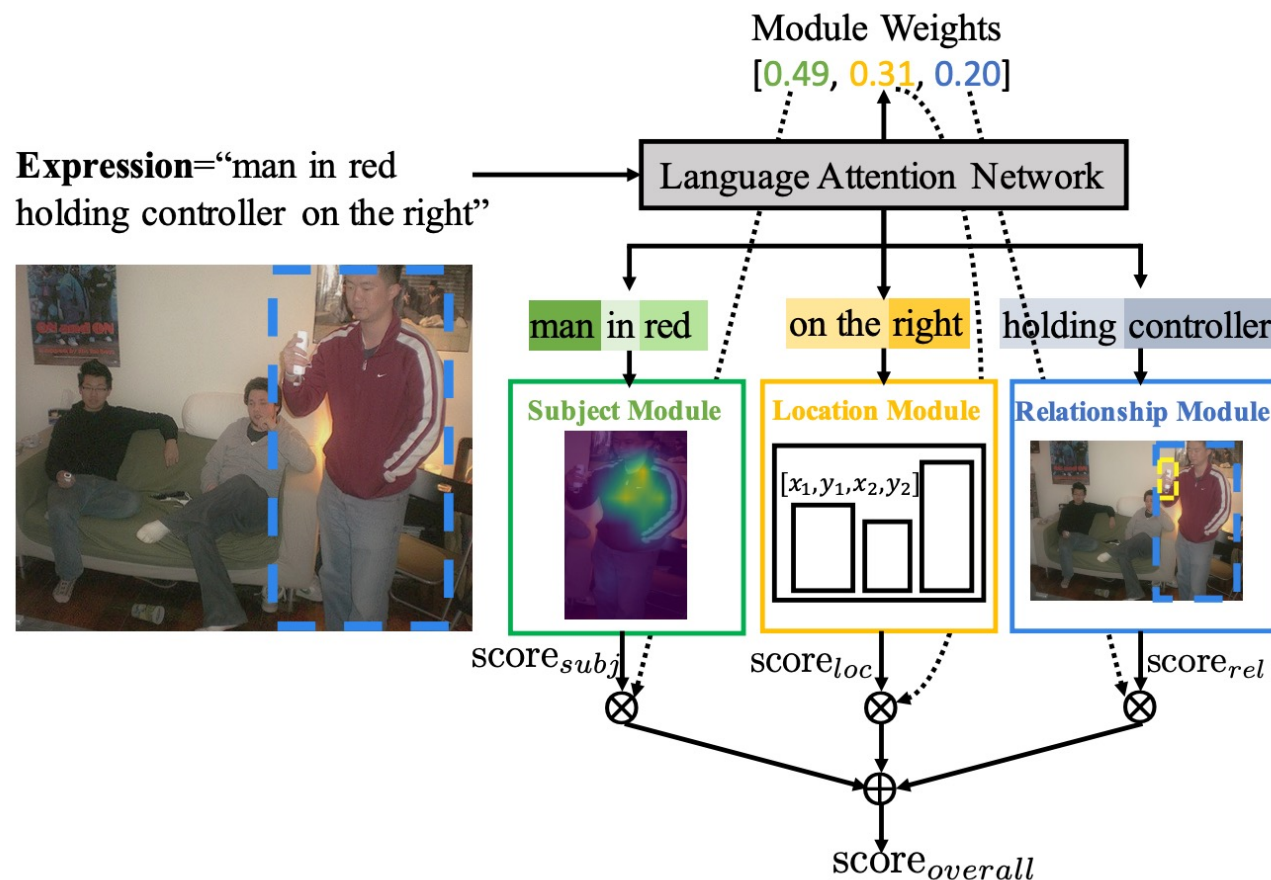 Module Weights
[0.49, 0.31, 0.20]
Expression=“man in red
holding controller on the right”
Language Attention Network
man in red
on the right
holding controller
Subject Module
Location Module
Relationship Module
[x₁,y₁,x₂,y₂]
score_subj
score_loc
score_rel
score_overall